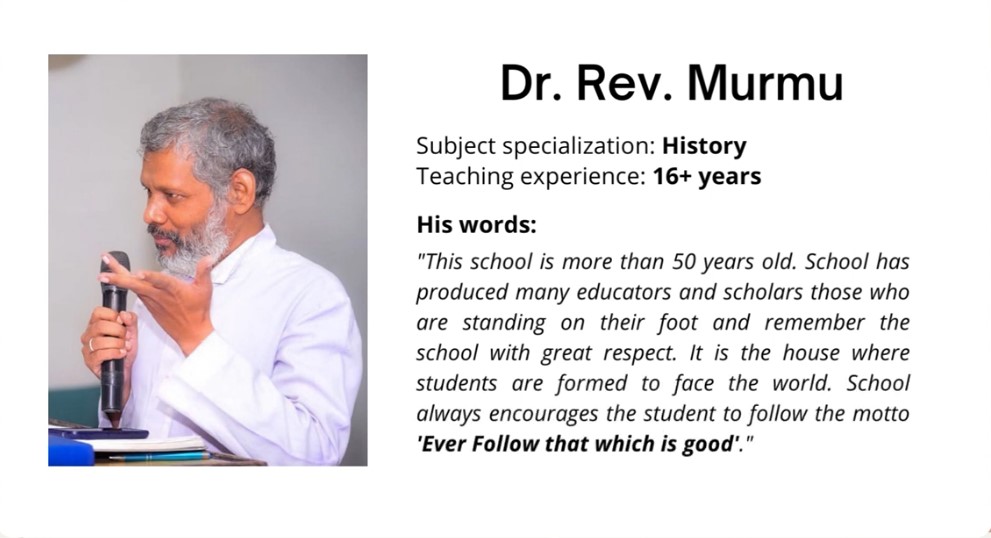 Dr. Rev. Murmu
Subject specialization: History
Teaching experience: 16+ years
His words:
"This school is more than 50 years old. School has
produced many educators and scholars those who
are standing on their foot and remember the
school with great respect. It is the house where
students are formed to face the world. School
always encourages the student to follow the motto
'Ever Follow that which is good'."